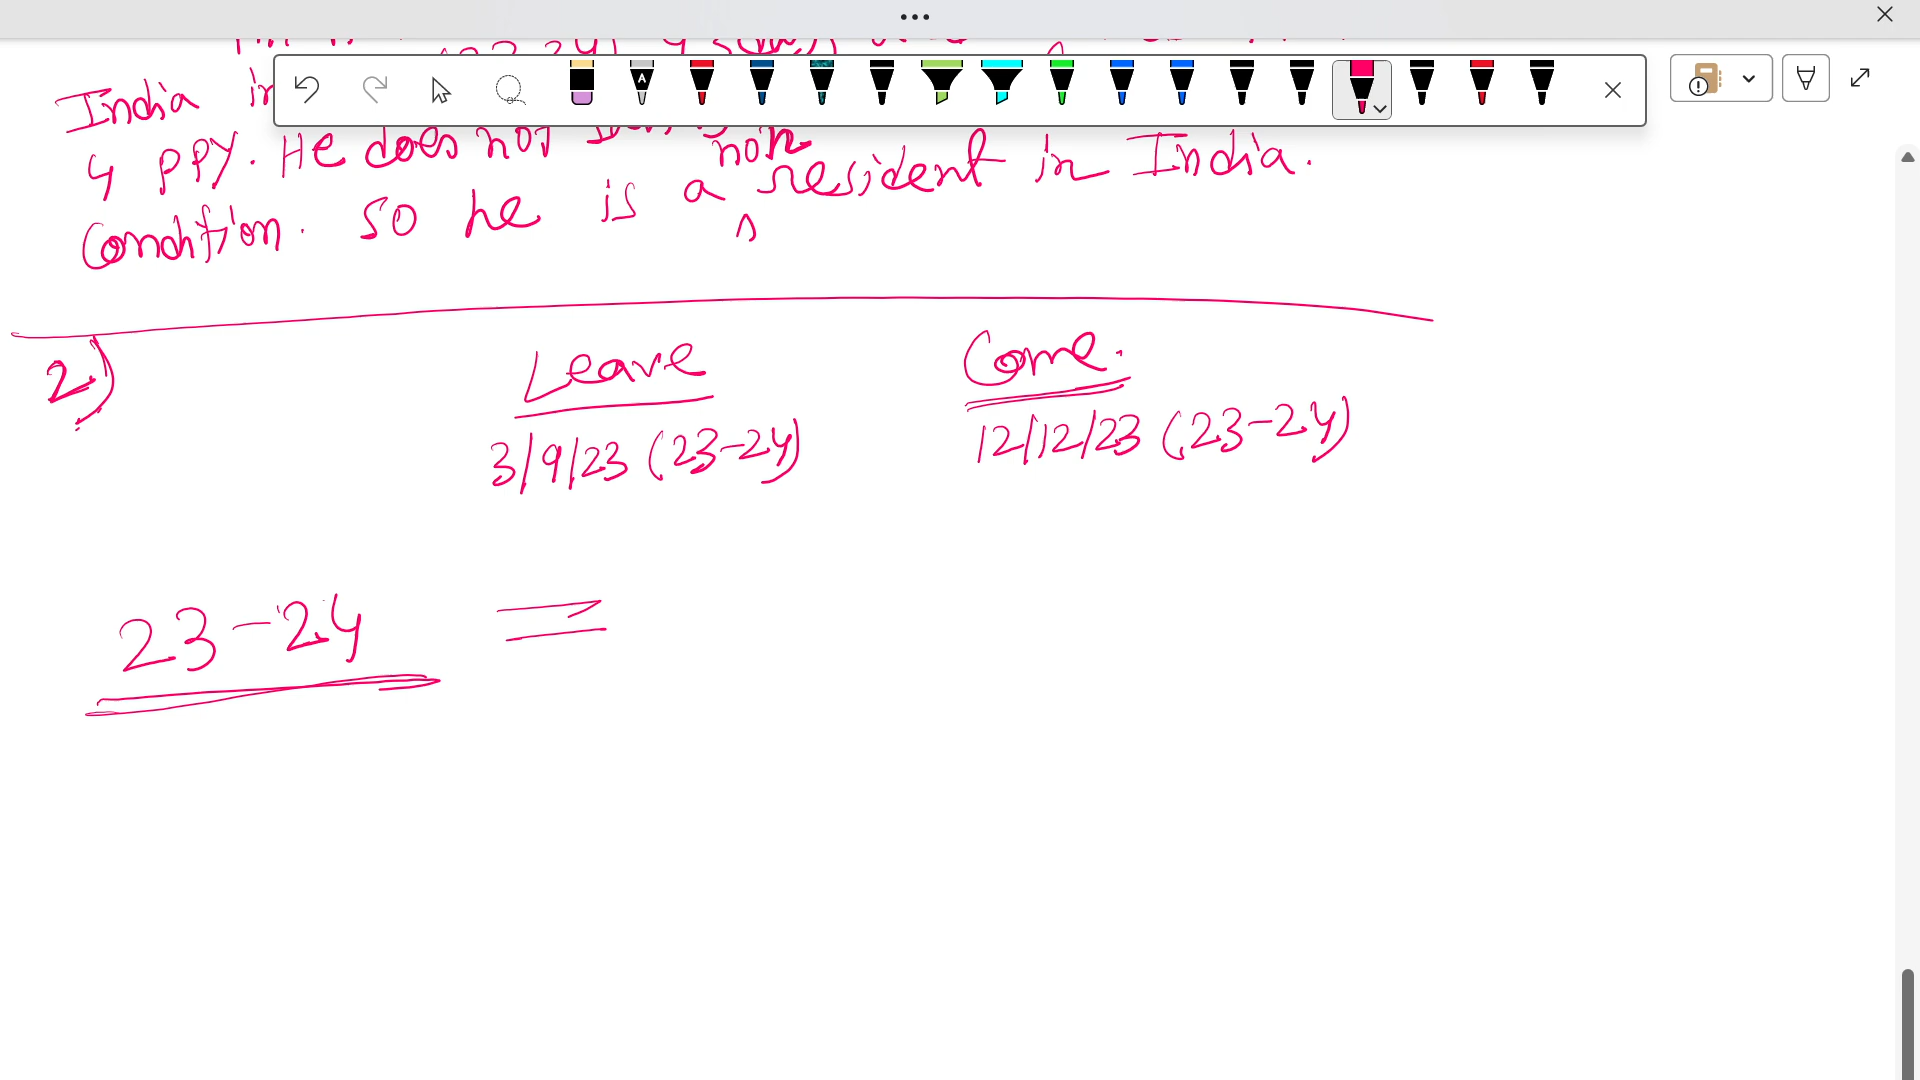 India in
4 PPY. He does not
non
Condition. So he is a ^ resident in India.
2)
Leave Come.
3/9/23 (23-24) 12/12/23 (23-24)
23-24 =